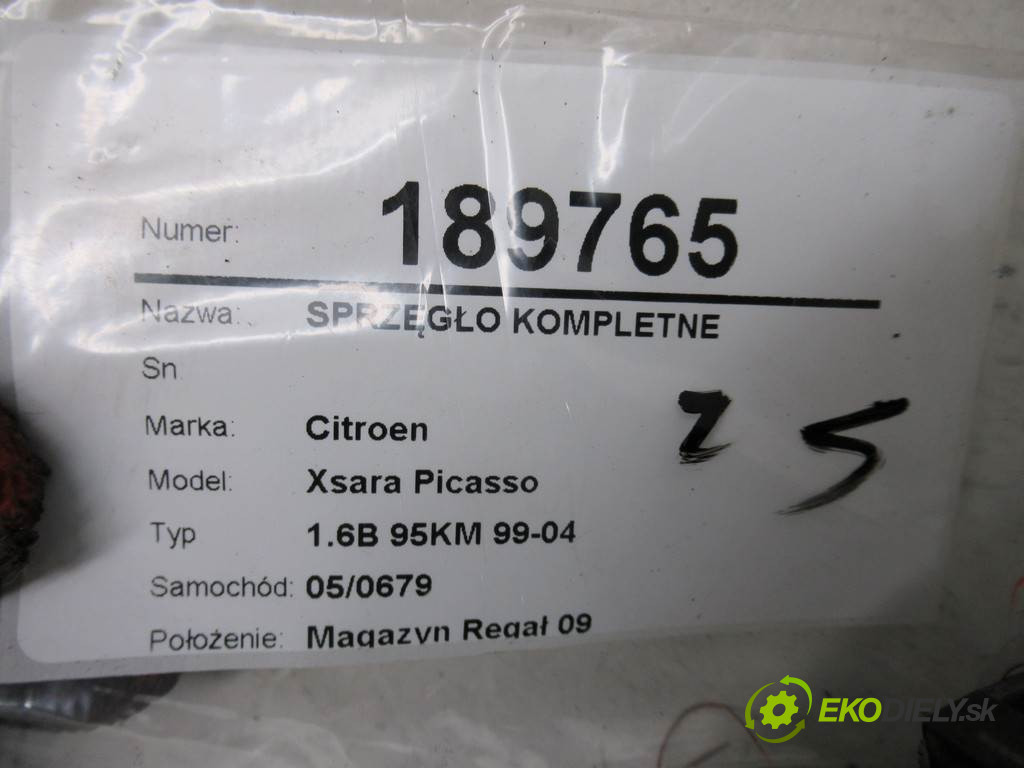 Numer: 189765
Nazwa: SPRZĘGŁO KOMPLETNE
Sn
Marka: Citroen
Model: Xsara Picasso
Typ 1.6B 95KM 99-04
Samochód: 05/0679
Położenie: Magazyn Regał 09
Z 5
EKODIELY.sk